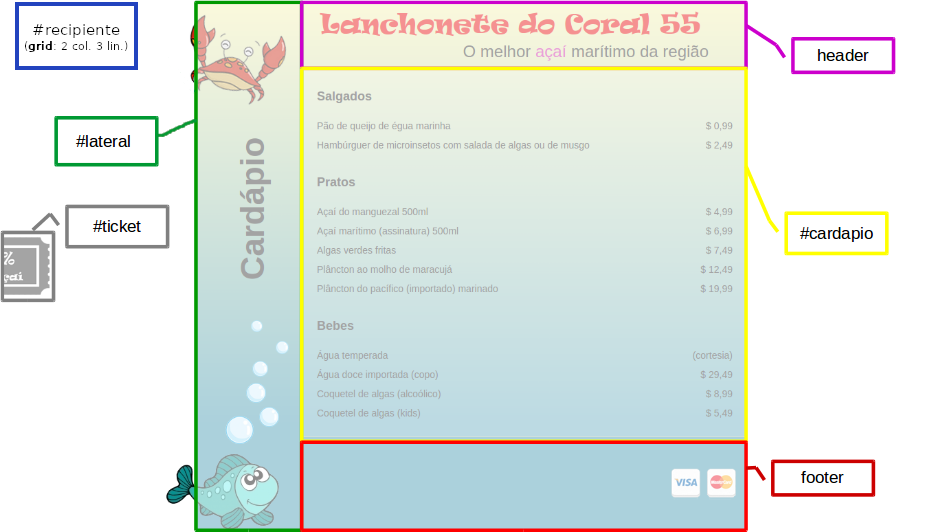 #recipiente
(grid: 2 col. 3 lin.)
Lanchonete do Coral 55
O melhor açaí marítimo da região
header
#lateral
Cardápio
#ticket
%
çai
Salgados
Pão de queijo de égua marinha $ 0,99
Hambúrguer de microinsetos com salada de algas ou de musgo $ 2,49
Pratos
Açaí do manguezal 500ml $ 4,99
Açaí marítimo (assinatura) 500ml $ 6,99
Algas verdes fritas $ 7,49
Plâncton ao molho de maracujá $ 12,49
Plâncton do pacífico (importado) marinado $ 19,99
#cardapio
Bebes
Água temperada (cortesia)
Água doce importada (copo) $ 29,49
Coquetel de algas (alcoólico) $ 8,99
Coquetel de algas (kids) $ 5,49
VISA
footer